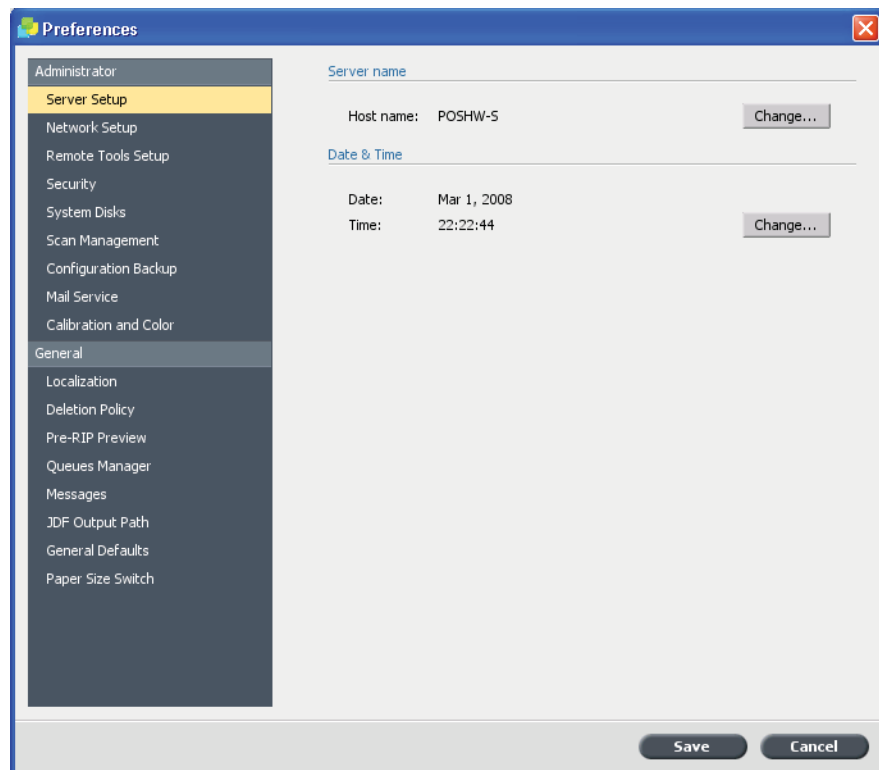 Preferences
Administrator
Server Setup
Network Setup
Remote Tools Setup
Security
System Disks
Scan Management
Configuration Backup
Mail Service
Calibration and Color
General
Localization
Deletion Policy
Pre-RIP Preview
Queues Manager
Messages
JDF Output Path
General Defaults
Paper Size Switch
Server name
Host name: POSHW-S Change...
Date & Time
Date: Mar 1, 2008
Time: 22:22:44 Change...
Save Cancel